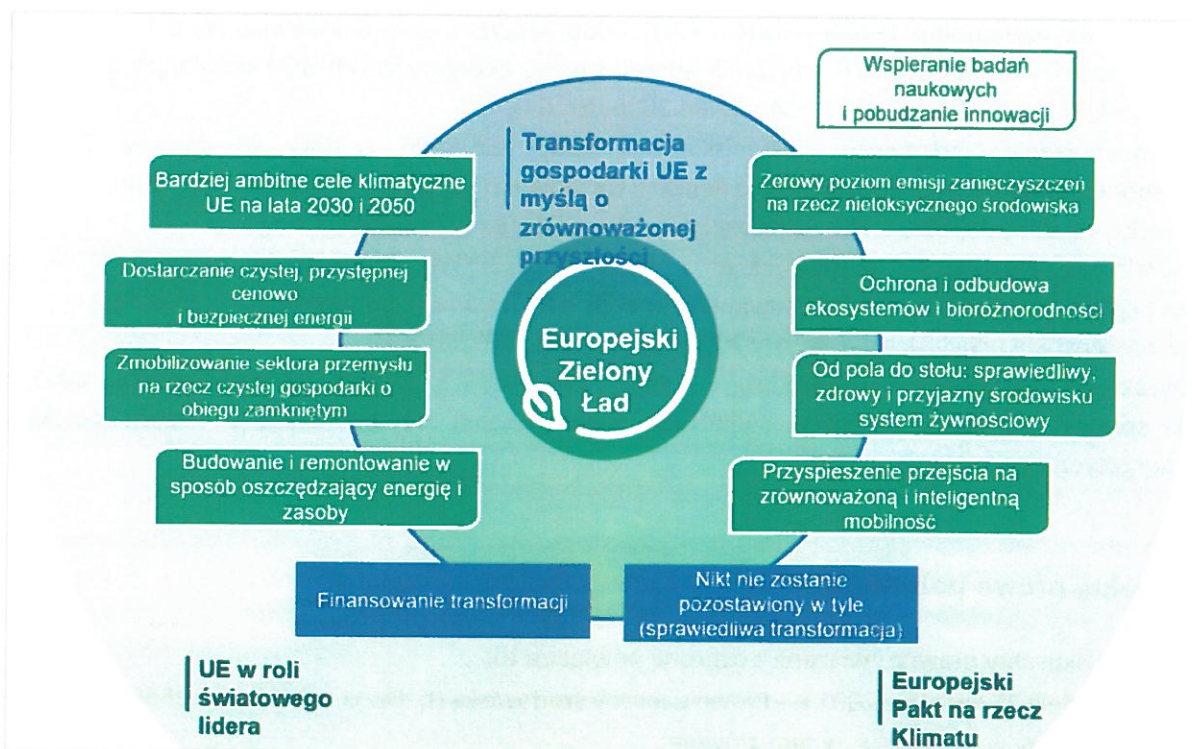 Wspieranie badań
naukowych
i pobudzanie innowacji
Transformacja
gospodarki UE z
myślą o
zrównoważonej
przyszłości
Bardziej ambitne cele klimatyczne
UE na lata 2030 i 2050
Dostarczanie czystej, przystępnej
cenowo
i bezpiecznej energii
Zmobilizowanie sektora przemysłu
na rzecz czystej gospodarki o
obiegu zamkniętym
Budowanie i remontowanie w
sposób oszczędzający energię i
zasoby
Europejski
Zielony
Ład
Zerowy poziom emisji zanieczyszczeń
na rzecz nietoksycznego środowiska
Ochrona i odbudowa
ekosystemów i bioróżnorodności
Od pola do stołu: sprawiedliwy,
zdrowy i przyjazny środowisku
system żywnościowy
Przyspieszenie przejścia na
zrównoważoną i inteligentną
mobilność
Finansowanie transformacji
Nikt nie zostanie
pozostawiony w tyle
(sprawiedliwa transformacja)
UE w roli
światowego
lidera
Europejski
Pakt na rzecz
Klimatu